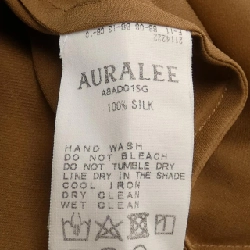 AURALEE
A8ADG1SG
100% SILK
HAND WASH
DO NOT BLEACH
DO NOT TUMBLE DRY
LINE DRY IN THE SHADE
COOL IRON
DRY CLEAN
WET CLEAN